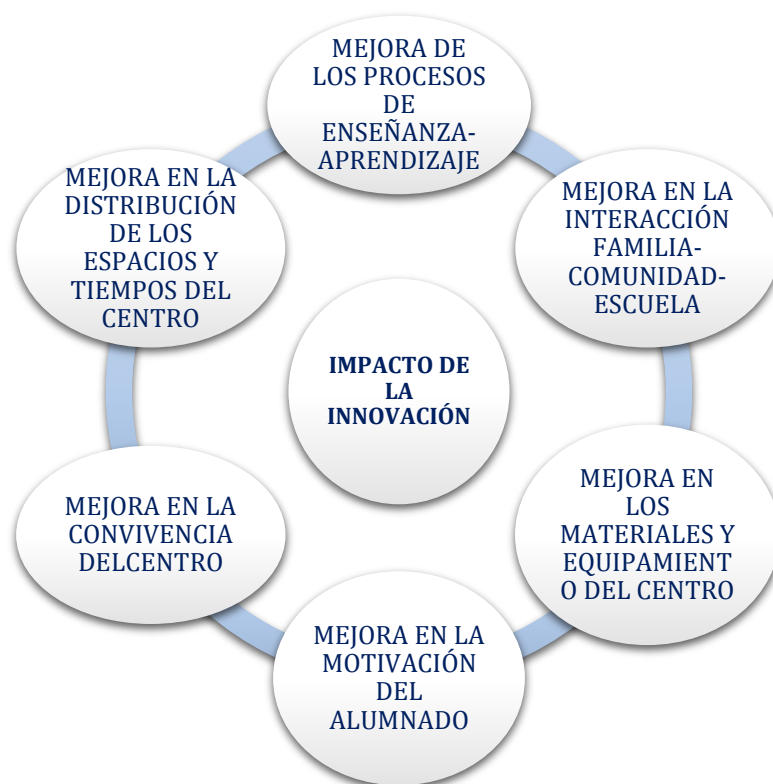 MEJORA DE
LOS PROCESOS
DE
ENSEÑANZA-
APRENDIZAJE
MEJORA EN LA
INTERACCIÓN
FAMILIA-
COMUNIDAD-
ESCUELA
MEJORA EN
LOS
MATERIALES Y
EQUIPAMIENT
O DEL CENTRO
MEJORA EN LA
MOTIVACIÓN
DEL
ALUMNADO
MEJORA EN LA
CONVIVENCIA
DELCENTRO
MEJORA EN LA
DISTRIBUCIÓN
DE LOS
ESPACIOS Y
TIEMPOS DEL
CENTRO
IMPACTO DE
LA
INNOVACIÓN